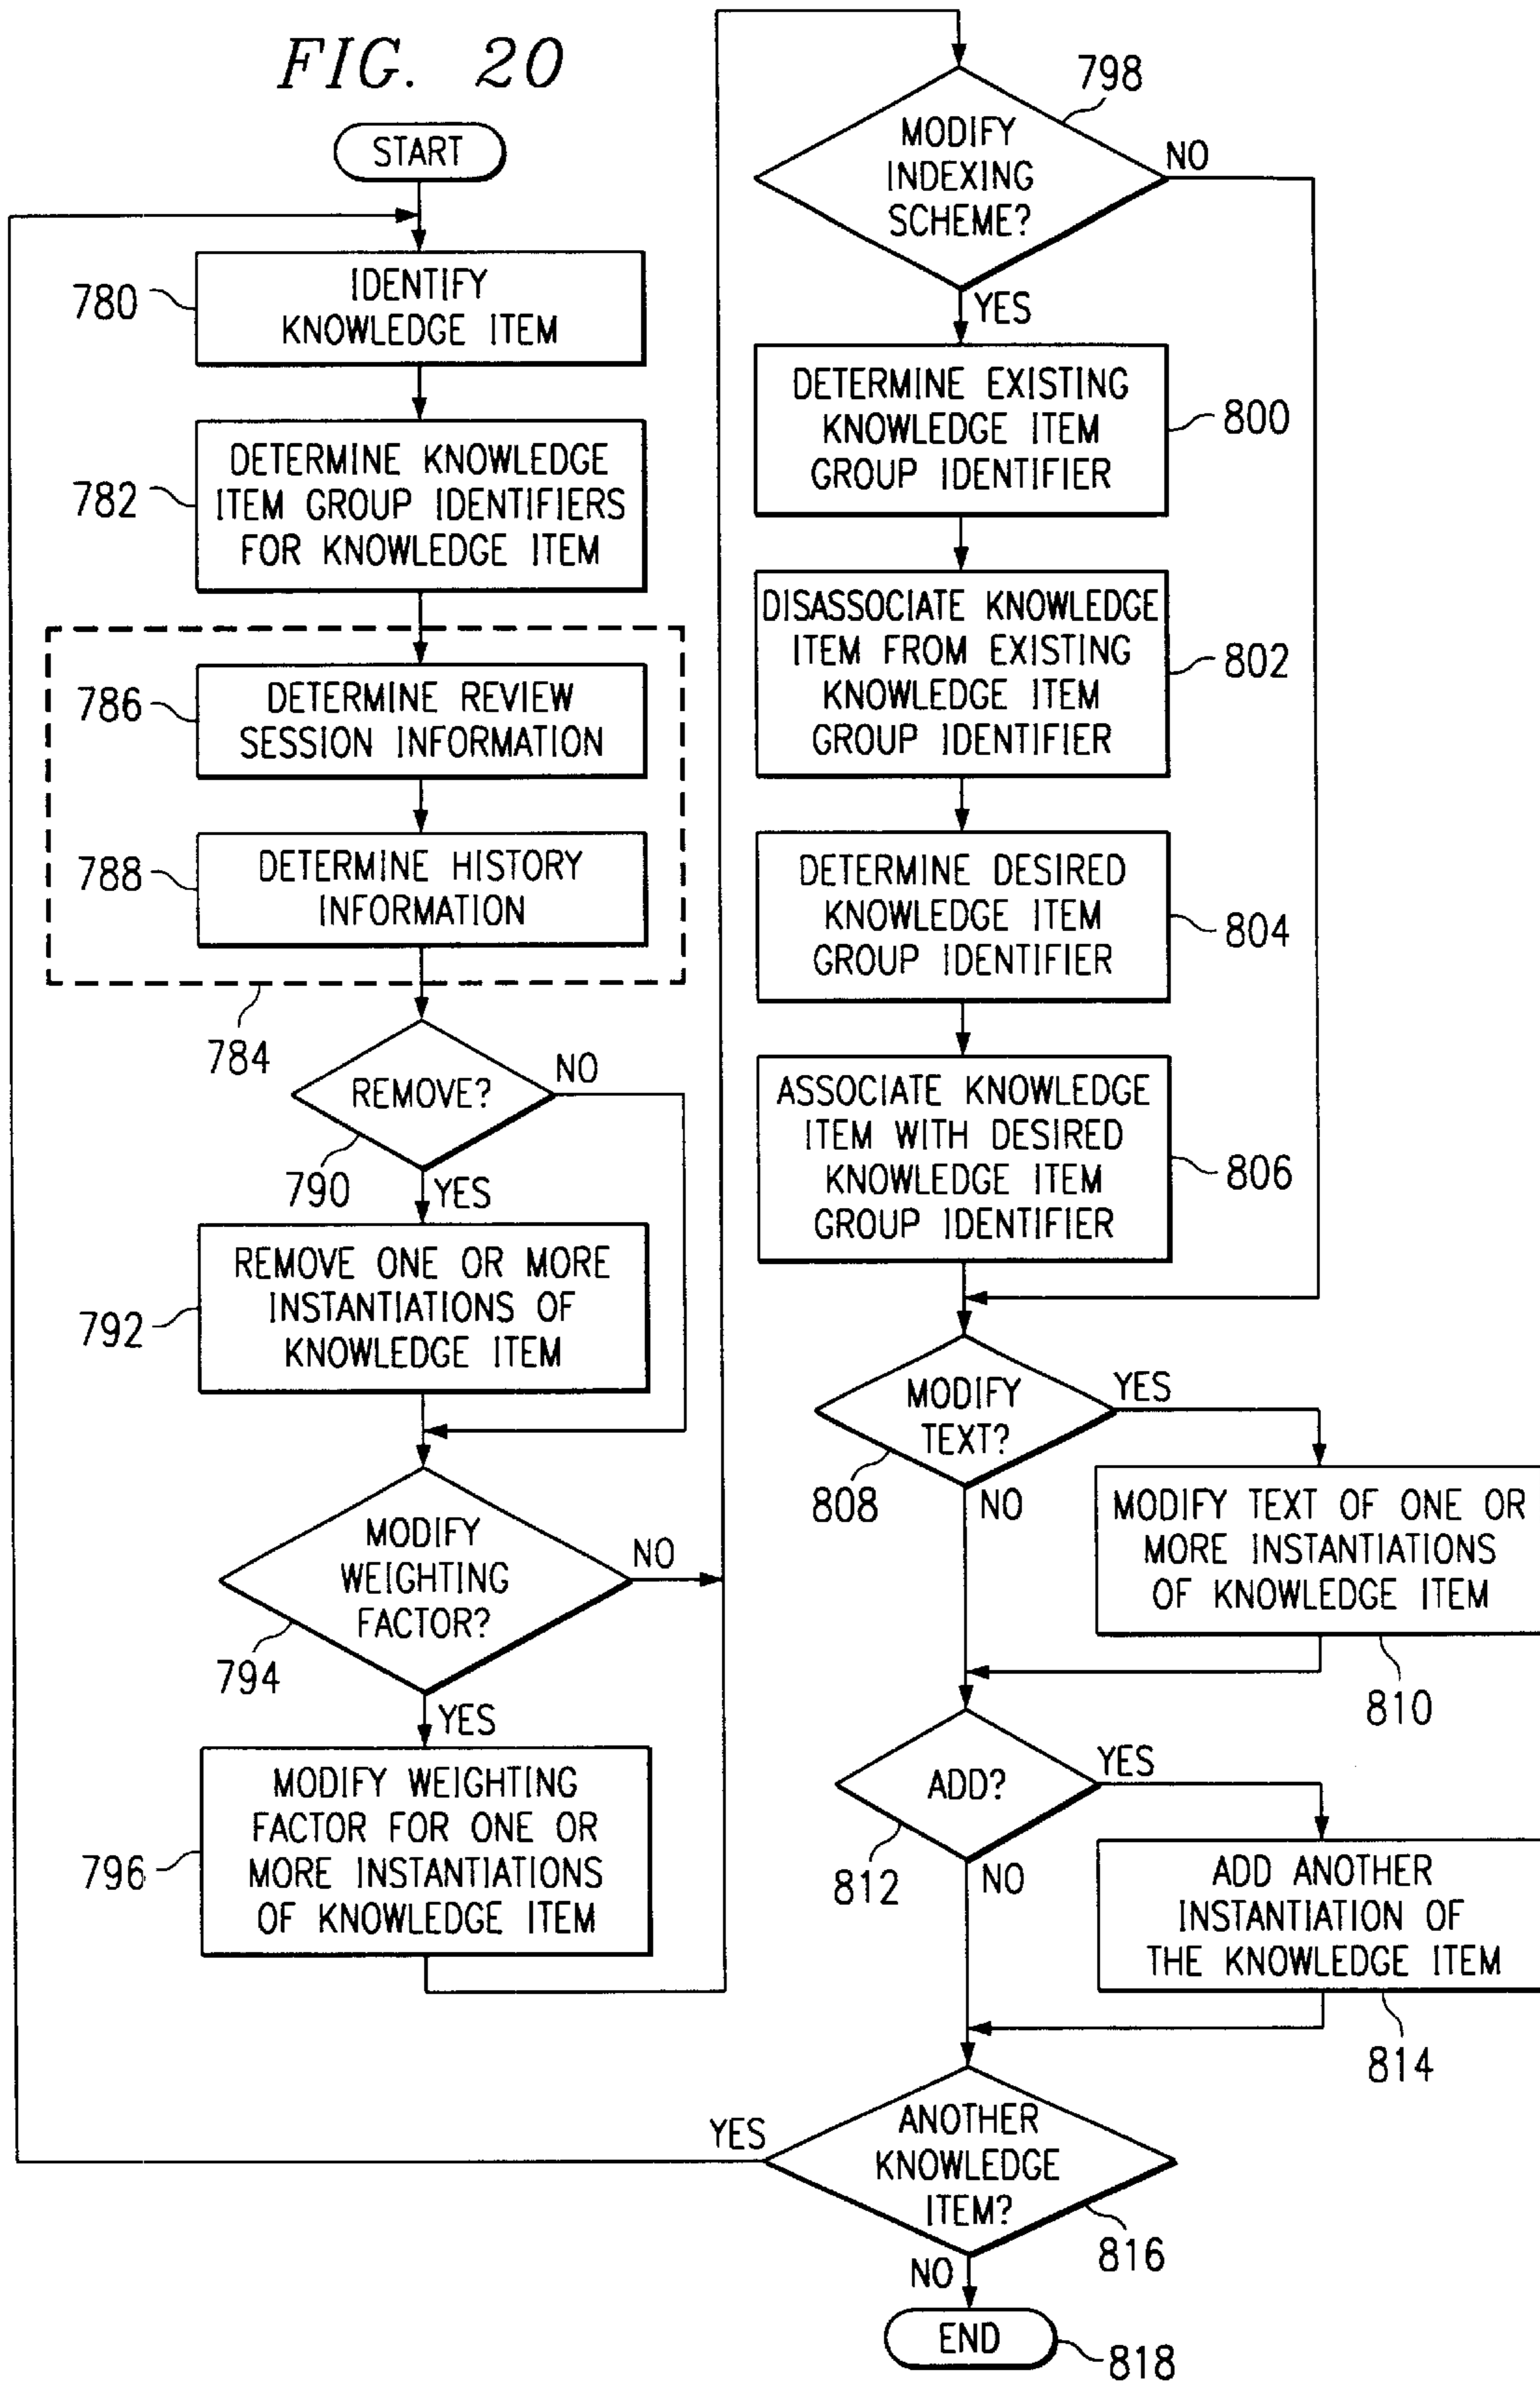 FIG. 20
START
780
IDENTIFY
KNOWLEDGE ITEM
782
DETERMINE KNOWLEDGE
ITEM GROUP IDENTIFIERS
FOR KNOWLEDGE ITEM
786
DETERMINE REVIEW
SESSION INFORMATION
788
DETERMINE HISTORY
INFORMATION
784
REMOVE?
NO
790
YES
792
REMOVE ONE OR MORE
INSTANTIATIONS OF
KNOWLEDGE ITEM
MODIFY
WEIGHTING
FACTOR?
NO
794
YES
796
MODIFY WEIGHTING
FACTOR FOR ONE OR
MORE INSTANTIATIONS
OF KNOWLEDGE ITEM
798
MODIFY
INDEXING
SCHEME?
NO
YES
DETERMINE EXISTING
KNOWLEDGE ITEM
GROUP IDENTIFIER
800
DISASSOCIATE KNOWLEDGE
ITEM FROM EXISTING
KNOWLEDGE ITEM
GROUP IDENTIFIER
802
DETERMINE DESIRED
KNOWLEDGE ITEM
GROUP IDENTIFIER
804
ASSOCIATE KNOWLEDGE
ITEM WITH DESIRED
KNOWLEDGE ITEM
GROUP IDENTIFIER
806
MODIFY
TEXT?
YES
808
NO
MODIFY TEXT OF ONE OR
MORE INSTANTIATIONS
OF KNOWLEDGE ITEM
810
ADD?
YES
812
NO
ADD ANOTHER
INSTANTIATION OF
THE KNOWLEDGE ITEM
814
YES
ANOTHER
KNOWLEDGE
ITEM?
816
NO
END
818